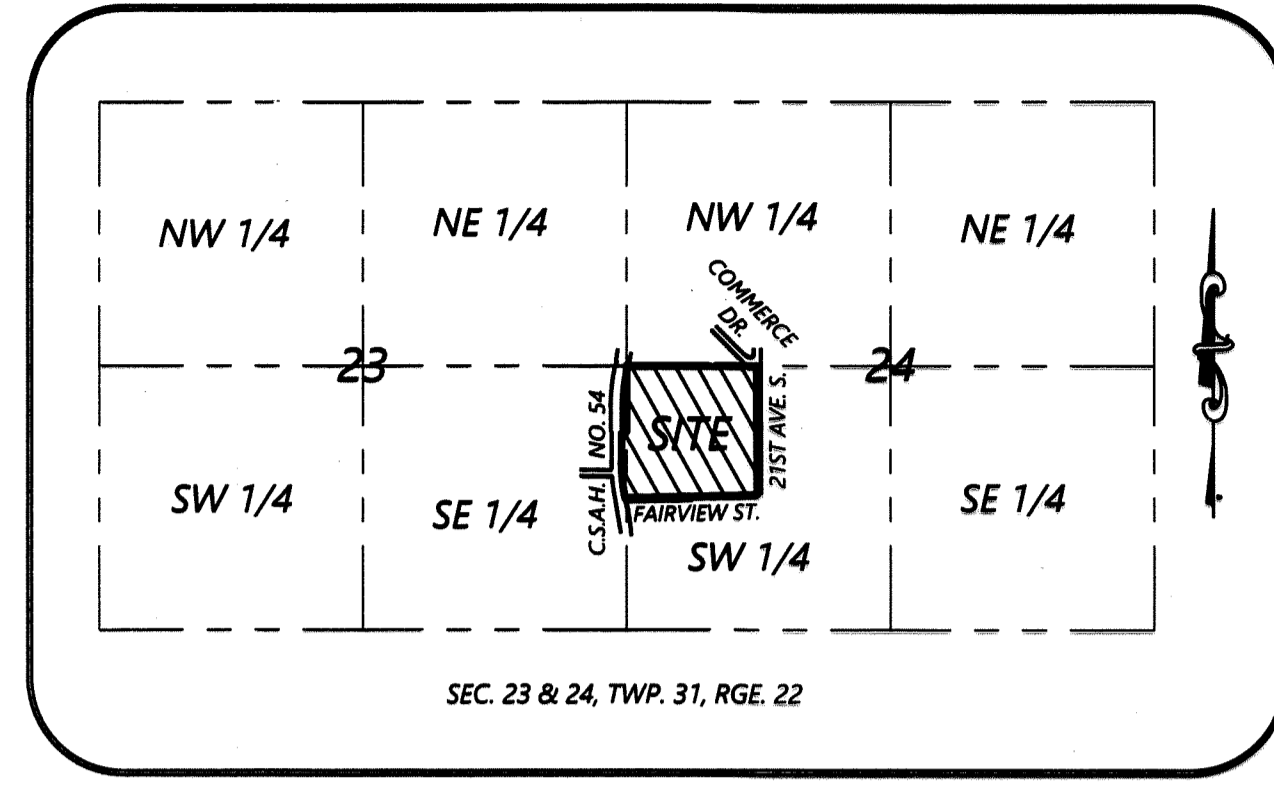 NW 1/4
NE 1/4
NW 1/4
NE 1/4
COMMERCE
DR.
23
24
C.S.A.H. NO. 54
SITE
21ST AVE. S.
SW 1/4
SE 1/4
FAIRVIEW ST.
SW 1/4
SE 1/4
SEC. 23 & 24, TWP. 31, RGE. 22